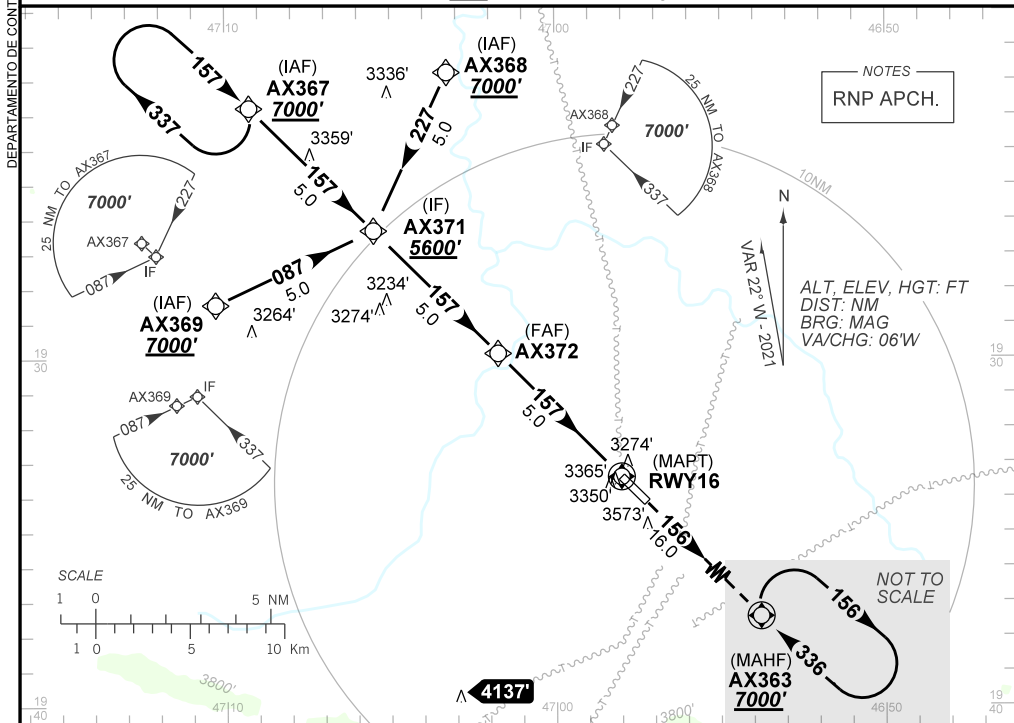 DEPARTAMENTO DE CONT
47 10
47 00
46 50
157
337
(IAF)
AX367
7000'
3336'
(IAF)
AX368
7000'
227
5.0
3359'
157
5.0
(IF)
AX371
5600'
087
5.0
(IAF)
AX369
7000'
3264'
3234'
3274'
157
5.0
(FAF)
AX372
157
5.0
3274'
3365'
3350'
(MAPT)
RWY16
3573'
156
16.0
25 NM TO AX367
7000'
227
AX367
IF
087
25 NM TO AX368
227
AX368
7000'
IF
337
AX369
IF
087
337
7000'
25 NM TO AX369
10NM
NOTES
RNP APCH.
N
VAR 22° W - 2021
ALT, ELEV, HGT: FT
DIST: NM
BRG: MAG
VA/CHG: 06'W
19
30
19
30
SCALE
1 0 5 NM
1 0 5 10 Km
NOT TO
SCALE
156
336
(MAHF)
AX363
7000'
3800'
4137'
3800'
19
40
47 10
47 00
46 50
19
40